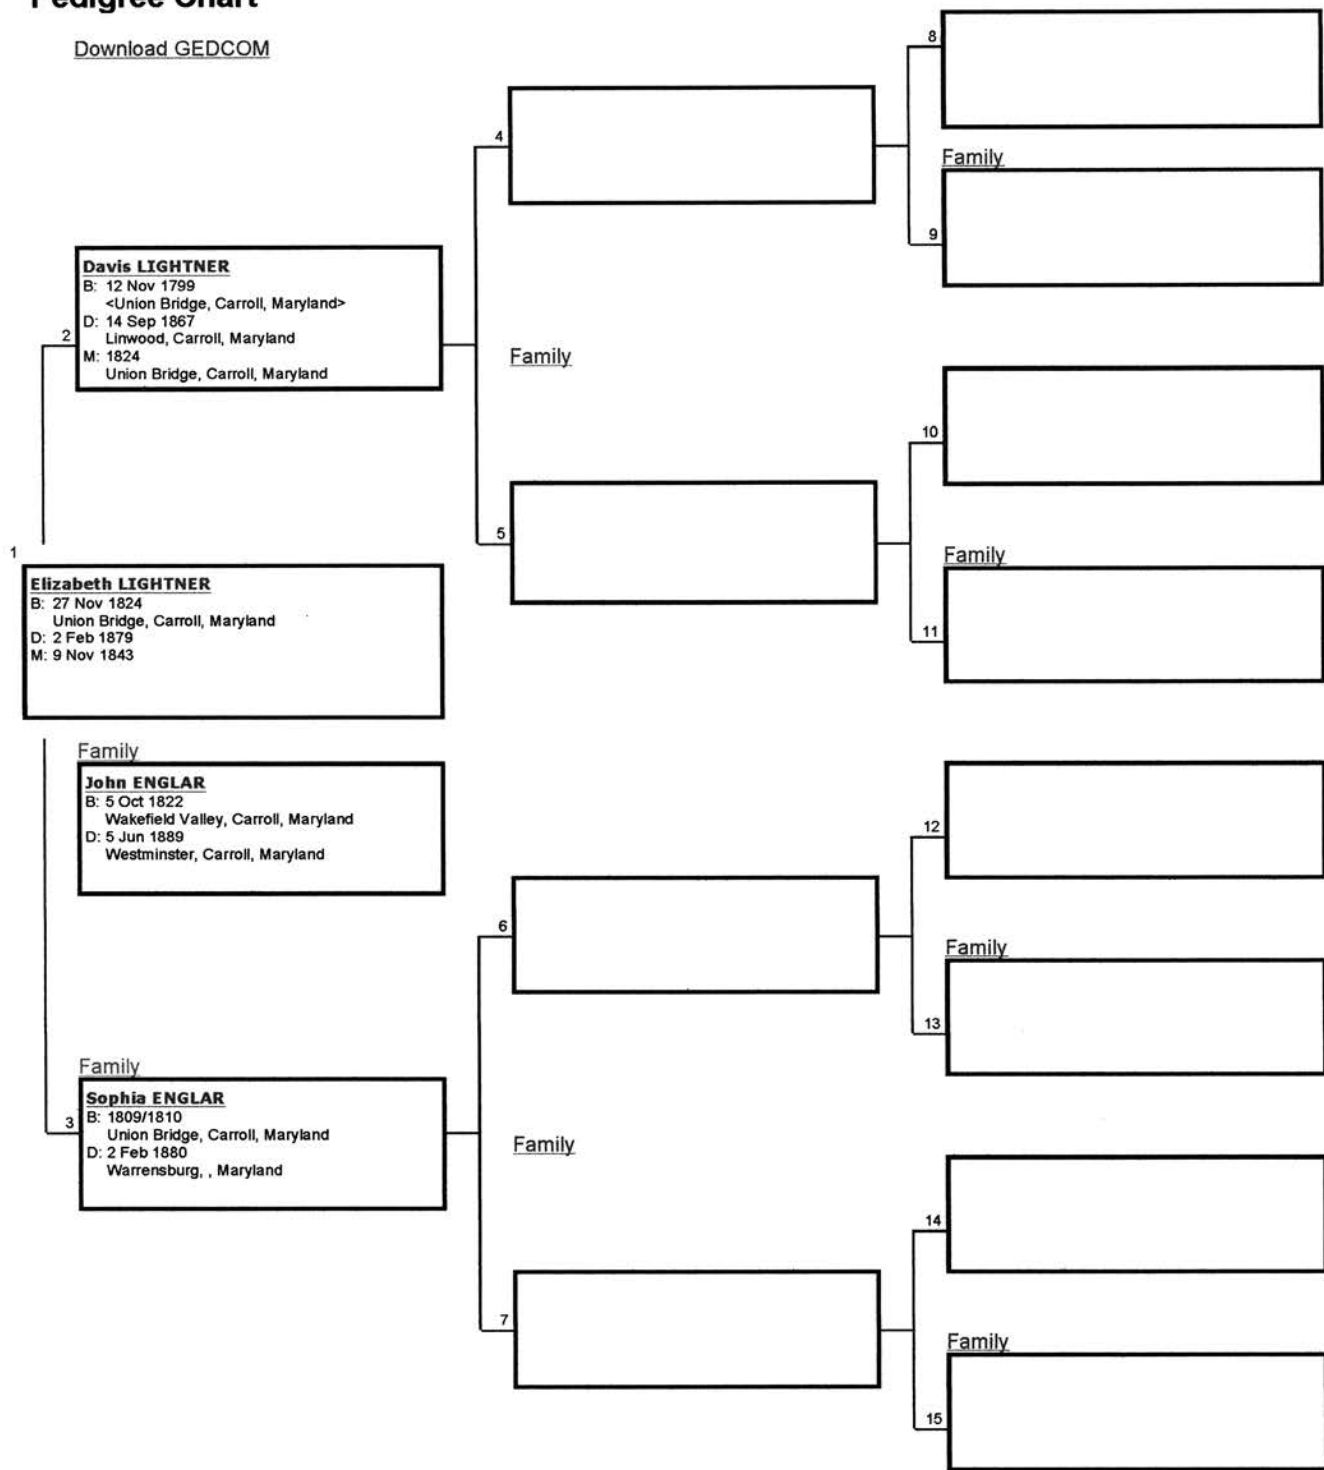 Pedigree Chart
Download GEDCOM
8
4
Family
9
Davis LIGHTNER
B: 12 Nov 1799
<Union Bridge, Carroll, Maryland>
D: 14 Sep 1867
Linwood, Carroll, Maryland
M: 1824
Union Bridge, Carroll, Maryland
2
Family
10
5
Family
11
1
Elizabeth LIGHTNER
B: 27 Nov 1824
Union Bridge, Carroll, Maryland
D: 2 Feb 1879
M: 9 Nov 1843
Family
John ENGLAR
B: 5 Oct 1822
Wakefield Valley, Carroll, Maryland
D: 5 Jun 1889
Westminster, Carroll, Maryland
12
6
Family
13
Family
3
Sophia ENGLAR
B: 1809/1810
Union Bridge, Carroll, Maryland
D: 2 Feb 1880
Warrensburg, , Maryland
Family
14
7
Family
15